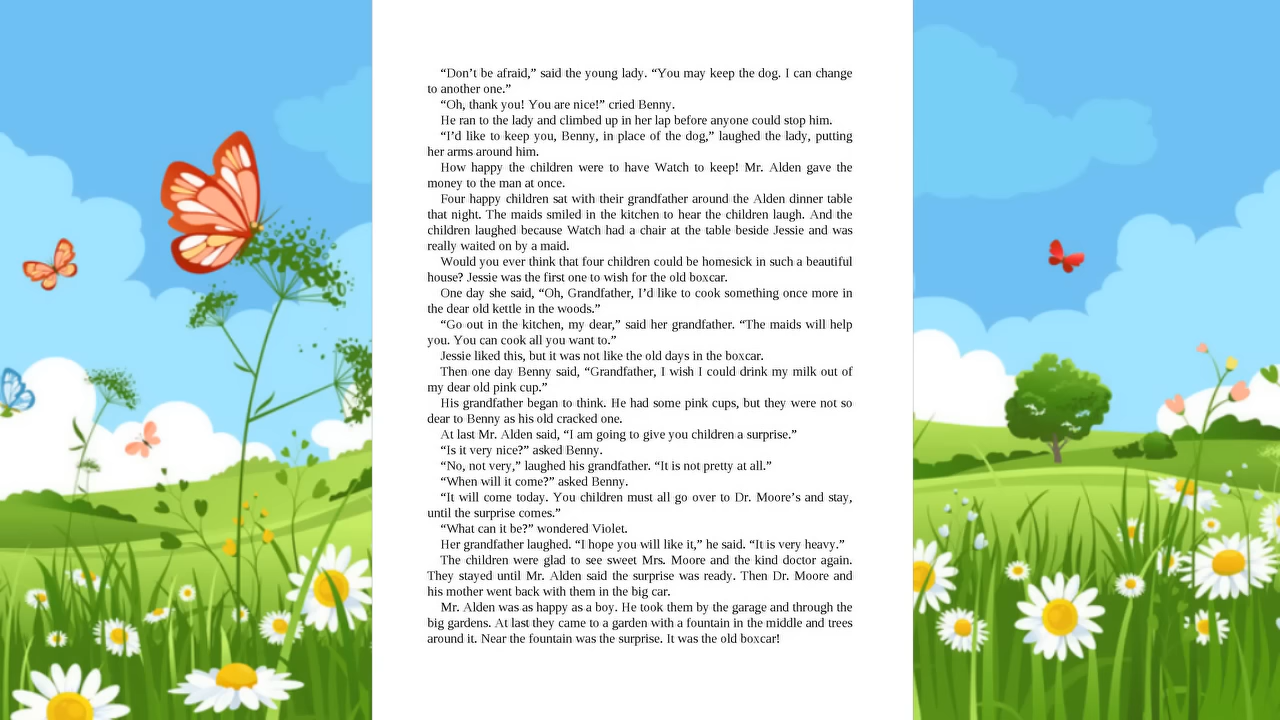 “Don’t be afraid,” said the young lady. “You may keep the dog. I can change
to another one.”
“Oh, thank you! You are nice!” cried Benny.
He ran to the lady and climbed up in her lap before anyone could stop him.
“I’d like to keep you, Benny, in place of the dog,” laughed the lady, putting
her arms around him.
How happy the children were to have Watch to keep! Mr. Alden gave the
money to the man at once.
Four happy children sat with their grandfather around the Alden dinner table
that night. The maids smiled in the kitchen to hear the children laugh. And the
children laughed because Watch had a chair at the table beside Jessie and was
really waited on by a maid.
Would you ever think that four children could be homesick in such a beautiful
house? Jessie was the first one to wish for the old boxcar.
One day she said, “Oh, Grandfather, I’d like to cook something once more in
the dear old kettle in the woods.”
“Go out in the kitchen, my dear,” said her grandfather. “The maids will help
you. You can cook all you want to.”
Jessie liked this, but it was not like the old days in the boxcar.
Then one day Benny said, “Grandfather, I wish I could drink my milk out of
my dear old pink cup.”
His grandfather began to think. He had some pink cups, but they were not so
dear to Benny as his old cracked one.
At last Mr. Alden said, “I am going to give you children a surprise.”
“Is it very nice?” asked Benny.
“No, not very,” laughed his grandfather. “It is not pretty at all.”
“When will it come?” asked Benny.
“It will come today. You children must all go over to Dr. Moore’s and stay,
until the surprise comes.”
“What can it be?” wondered Violet.
Her grandfather laughed. “I hope you will like it,” he said. “It is very heavy.”
The children were glad to see sweet Mrs. Moore and the kind doctor again.
They stayed until Mr. Alden said the surprise was ready. Then Dr. Moore and
his mother went back with them in the big car.
Mr. Alden was as happy as a boy. He took them by the garage and through the
big gardens. At last they came to a garden with a fountain in the middle and trees
around it. Near the fountain was the surprise. It was the old boxcar!